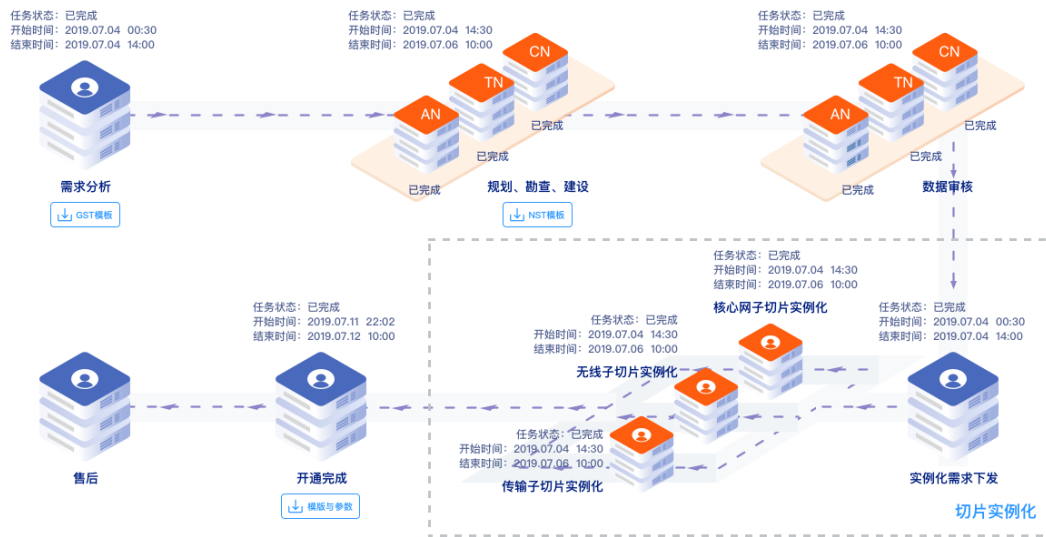 任务状态：已完成
开始时间：2019.07.04 00:30
结束时间：2019.07.04 14:00
需求分析
GST模板
任务状态：已完成
开始时间：2019.07.04 14:30
结束时间：2019.07.06 10:00
CN
TN
AN
已完成
已完成
已完成
规划、勘查、建设
NST模板
任务状态：已完成
开始时间：2019.07.04 14:30
结束时间：2019.07.06 10:00
CN
TN
AN
已完成
已完成
已完成
数据审核
任务状态：已完成
开始时间：2019.07.04 14:30
结束时间：2019.07.06 10:00
核心网子切片实例化
任务状态：已完成
开始时间：2019.07.04 00:30
结束时间：2019.07.04 14:00
实例化需求下发
任务状态：已完成
开始时间：2019.07.04 14:30
结束时间：2019.07.06 10:00
无线子切片实例化
任务状态：已完成
开始时间：2019.07.04 14:30
结束时间：2019.07.06 10:00
传输子切片实例化
切片实例化
任务状态：已完成
开始时间：2019.07.11 22:02
结束时间：2019.07.12 10:00
开通完成
模版与参数
售后